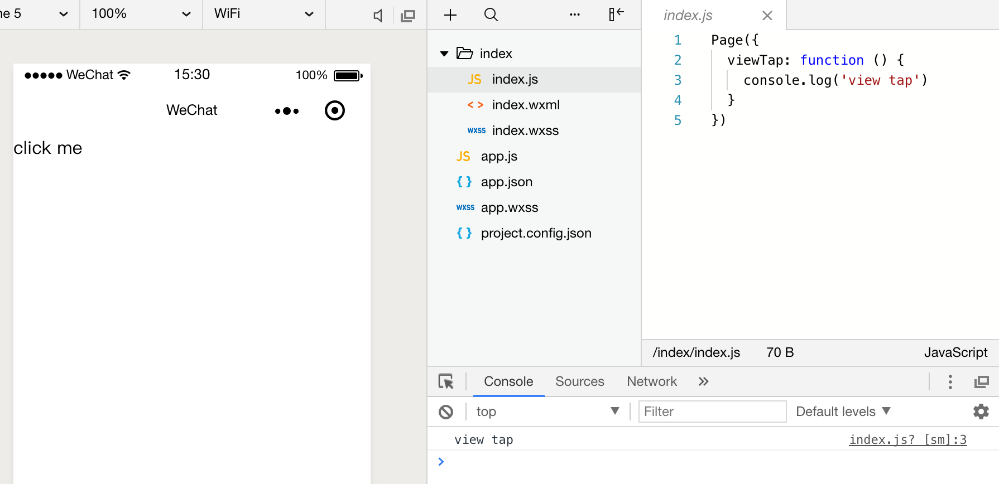 ne 5 100% WiFi
WeChat 15:30 100%
WeChat
click me
index
JS index.js
< > index.wxml
wxss index.wxss
JS app.js
{ } app.json
wxss app.wxss
{ } project.config.json
index.js
1 Page({
2 viewTap: function () {
3 console.log('view tap')
4 }
5 })
/index/index.js 70 B JavaScript
Console Sources Network
top Filter Default levels
view tap index.js? [sm]:3